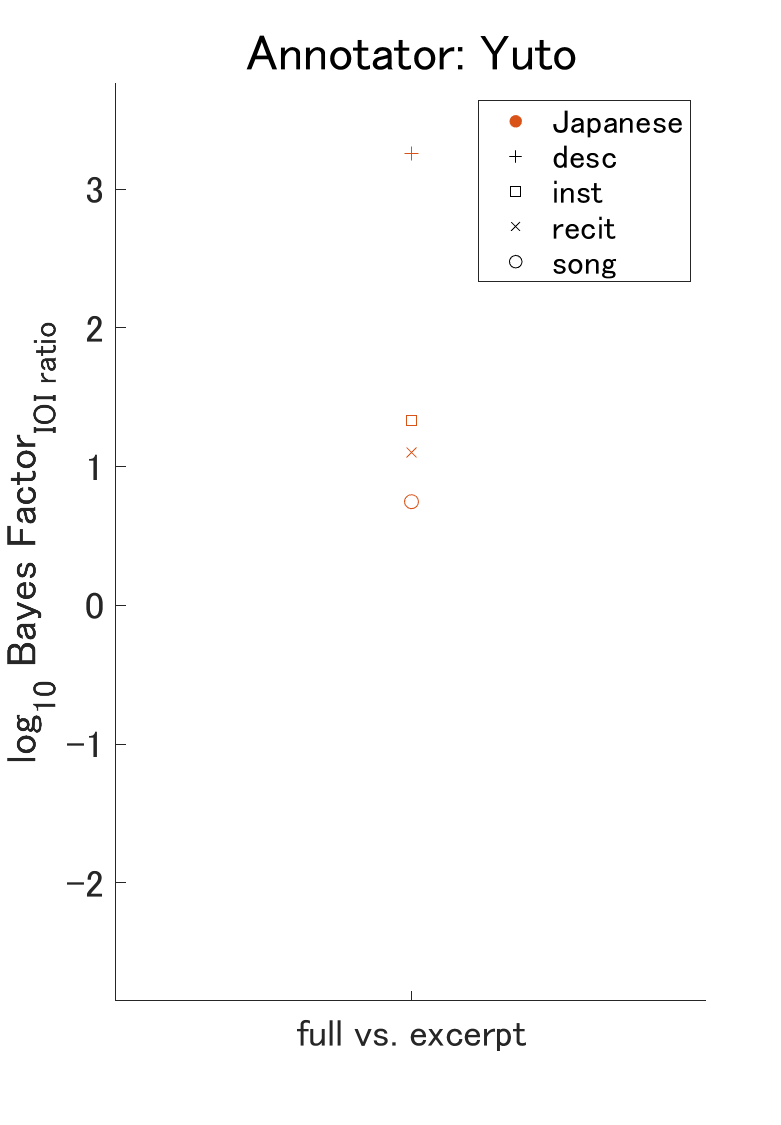 Annotator: Yuto
Japanese
desc
inst
recit
song
3
2
1
0
−1
−2
log10 Bayes FactorIOI ratio
full vs. excerpt